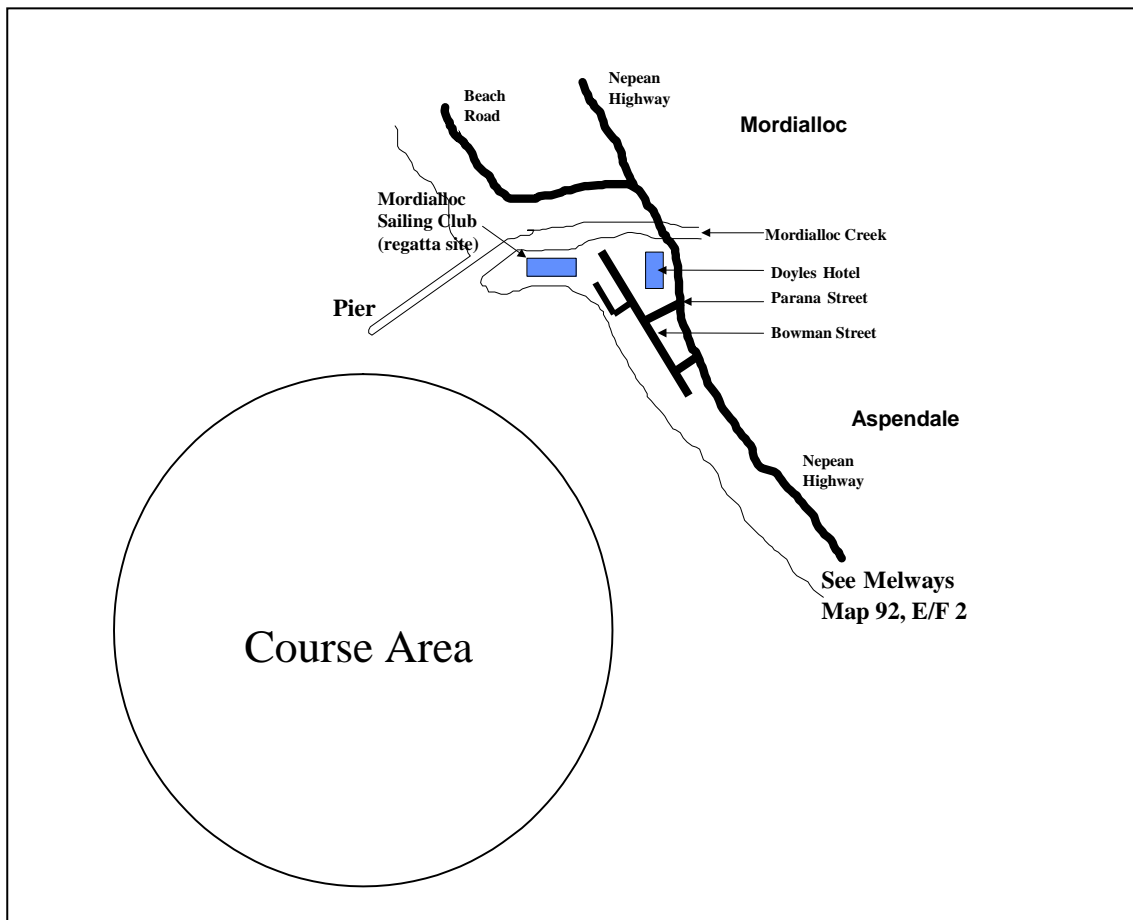 Nepean
Highway
Beach
Road
Mordialloc
Mordialloc
Sailing Club
(regatta site)
Mordialloc Creek
Doyles Hotel
Parana Street
Pier
Bowman Street
Aspendale
Nepean
Highway
See Melways
Map 92, E/F 2
Course Area